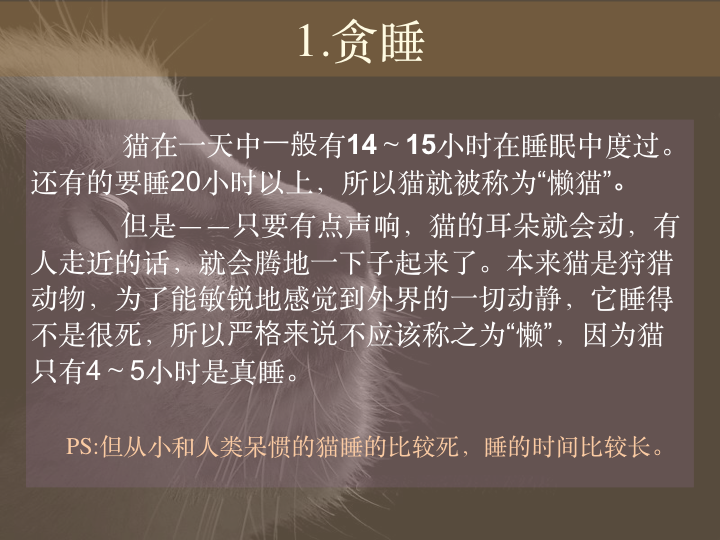 1.贪睡
猫在一天中一般有14～15小时在睡眠中度过。
还有的要睡20小时以上，所以猫就被称为“懒猫”。
但是——只要有点声响，猫的耳朵就会动，有
人走近的话，就会腾地一下子起来了。本来猫是狩猎
动物，为了能敏锐地感觉到外界的一切动静，它睡得
不是很死，所以严格来说不应该称之为“懒”，因为猫
只有4～5小时是真睡。
PS:但从小和人类呆惯的猫睡的比较死，睡的时间比较长。